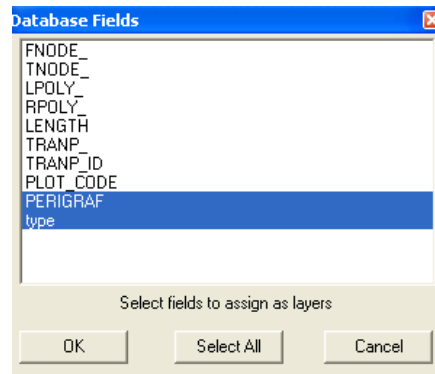 Database Fields
FNODE_
TNODE_
LPOLY_
RPOLY_
LENGTH
TRANP_
TRANP_ID
PLOT_CODE
PERIGRAF
type
Select fields to assign as layers
OK Select All Cancel